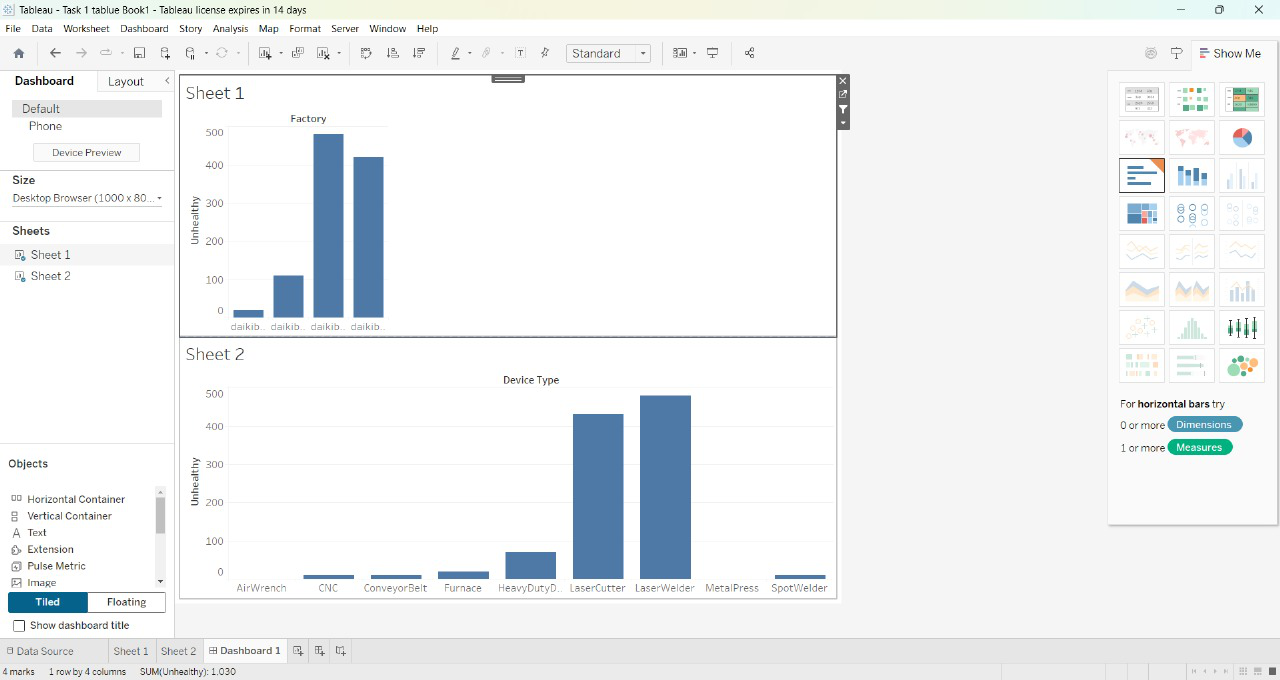 Tableau - Task 1 tablue Book1 - Tableau license expires in 14 days
File Data Worksheet Dashboard Story Analysis Map Format Server Window Help
Standard
Show Me
Dashboard Layout
Default
Phone
Device Preview
Size
Desktop Browser (1000 x 80...
Sheets
Sheet 1
Sheet 2
Objects
Horizontal Container
Vertical Container
Text
Extension
Pulse Metric
Image
Tiled Floating
Show dashboard title
Sheet 1
Factory
Unhealthy
500
400
300
200
100
0
daikib.. daikib.. daikib.. daikib..
Sheet 2
Device Type
Unhealthy
500
400
300
200
100
0
AirWrench CNC ConveyorBelt Furnace HeavyDutyD.. LaserCutter LaserWelder MetalPress SpotWelder
For horizontal bars try
0 or more Dimensions
1 or more Measures
Data Source Sheet 1 Sheet 2 Dashboard 1
4 marks 1 row by 4 columns SUM(Unhealthy): 1.030